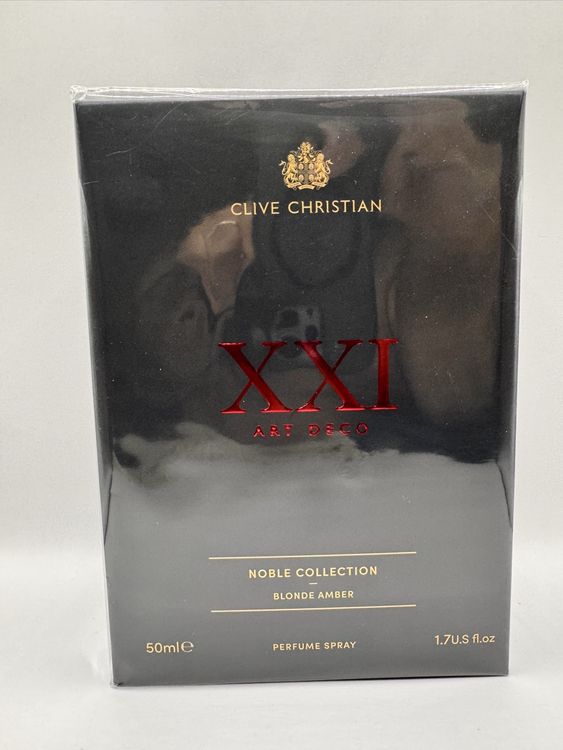 CLIVE CHRISTIAN
XXI
ART DECO
NOBLE COLLECTION
BLONDE AMBER
50ml℮ PERFUME SPRAY 1.7U.S fl.oz